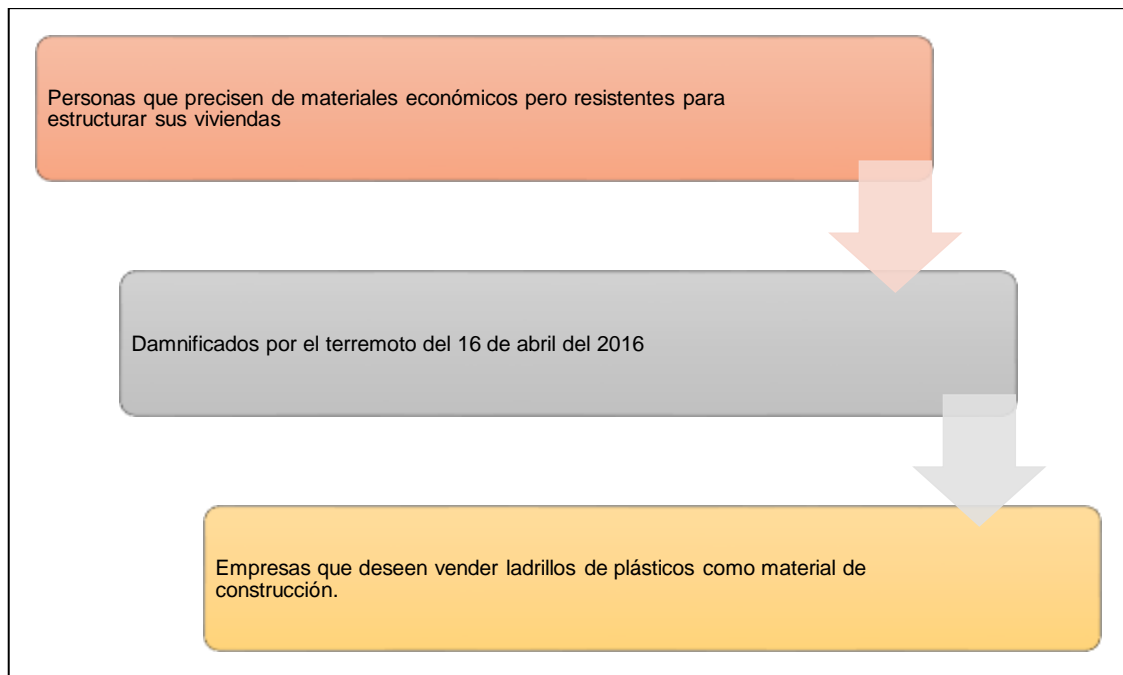 Personas que precisen de materiales económicos pero resistentes para
estructurar sus viviendas
Damnificados por el terremoto del 16 de abril del 2016
Empresas que deseen vender ladrillos de plásticos como material de
construcción.